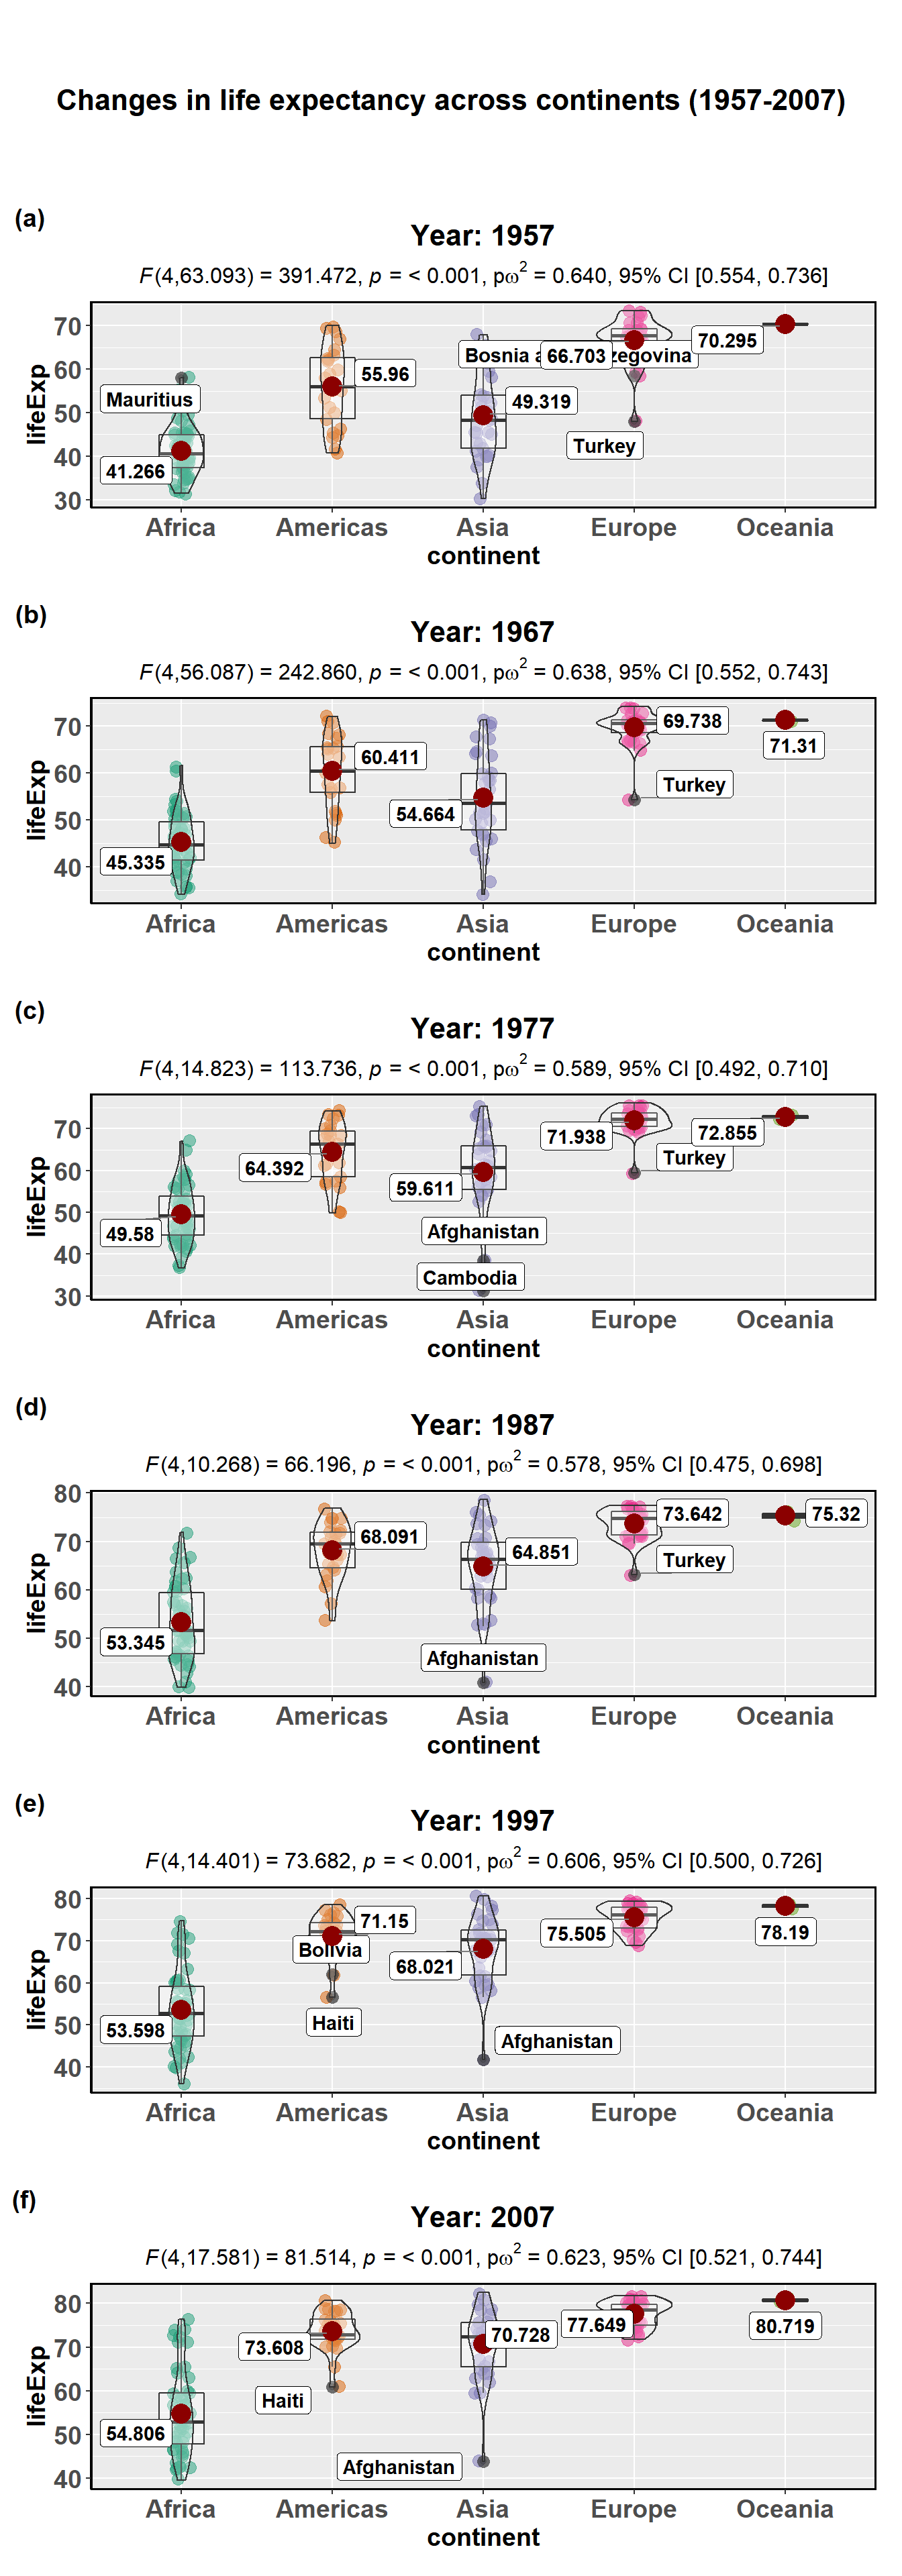 Changes in life expectancy across continents (1957-2007)
(a)
Year: 1957
F(4,63.093) = 391.472, p = < 0.001, pω² = 0.640, 95% CI [0.554, 0.736]
70
60
50
40
30
lifeExp
Mauritius
41.266
55.96
49.319
Bosnia a
zegovina
66.703
Turkey
70.295
Africa Americas Asia Europe Oceania
continent
(b)
Year: 1967
F(4,56.087) = 242.860, p = < 0.001, pω² = 0.638, 95% CI [0.552, 0.743]
70
60
50
40
lifeExp
45.335
60.411
54.664
69.738
Turkey
71.31
Africa Americas Asia Europe Oceania
continent
(c)
Year: 1977
F(4,14.823) = 113.736, p = < 0.001, pω² = 0.589, 95% CI [0.492, 0.710]
70
60
50
40
30
lifeExp
49.58
64.392
59.611
Afghanistan
Cambodia
71.938
Turkey
72.855
Africa Americas Asia Europe Oceania
continent
(d)
Year: 1987
F(4,10.268) = 66.196, p = < 0.001, pω² = 0.578, 95% CI [0.475, 0.698]
80
70
60
50
40
lifeExp
53.345
68.091
64.851
Afghanistan
73.642
Turkey
75.32
Africa Americas Asia Europe Oceania
continent
(e)
Year: 1997
F(4,14.401) = 73.682, p = < 0.001, pω² = 0.606, 95% CI [0.500, 0.726]
80
70
60
50
40
lifeExp
53.598
71.15
Bolivia
Haiti
68.021
Afghanistan
75.505
78.19
Africa Americas Asia Europe Oceania
continent
(f)
Year: 2007
F(4,17.581) = 81.514, p = < 0.001, pω² = 0.623, 95% CI [0.521, 0.744]
80
70
60
50
40
lifeExp
54.806
73.608
Haiti
70.728
Afghanistan
77.649
80.719
Africa Americas Asia Europe Oceania
continent